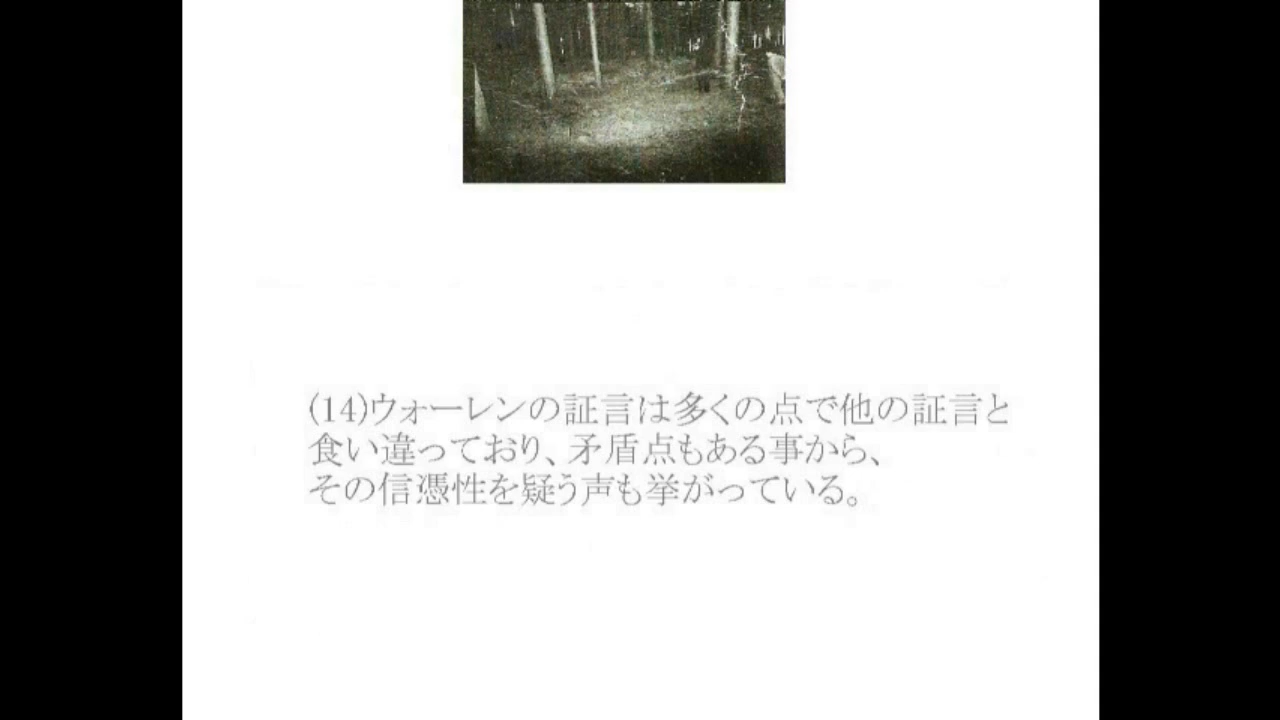 (14)ウォーレンの証言は多くの点で他の証言と
食い違っており、矛盾点もある事から、
その信憑性を疑う声も挙がっている。